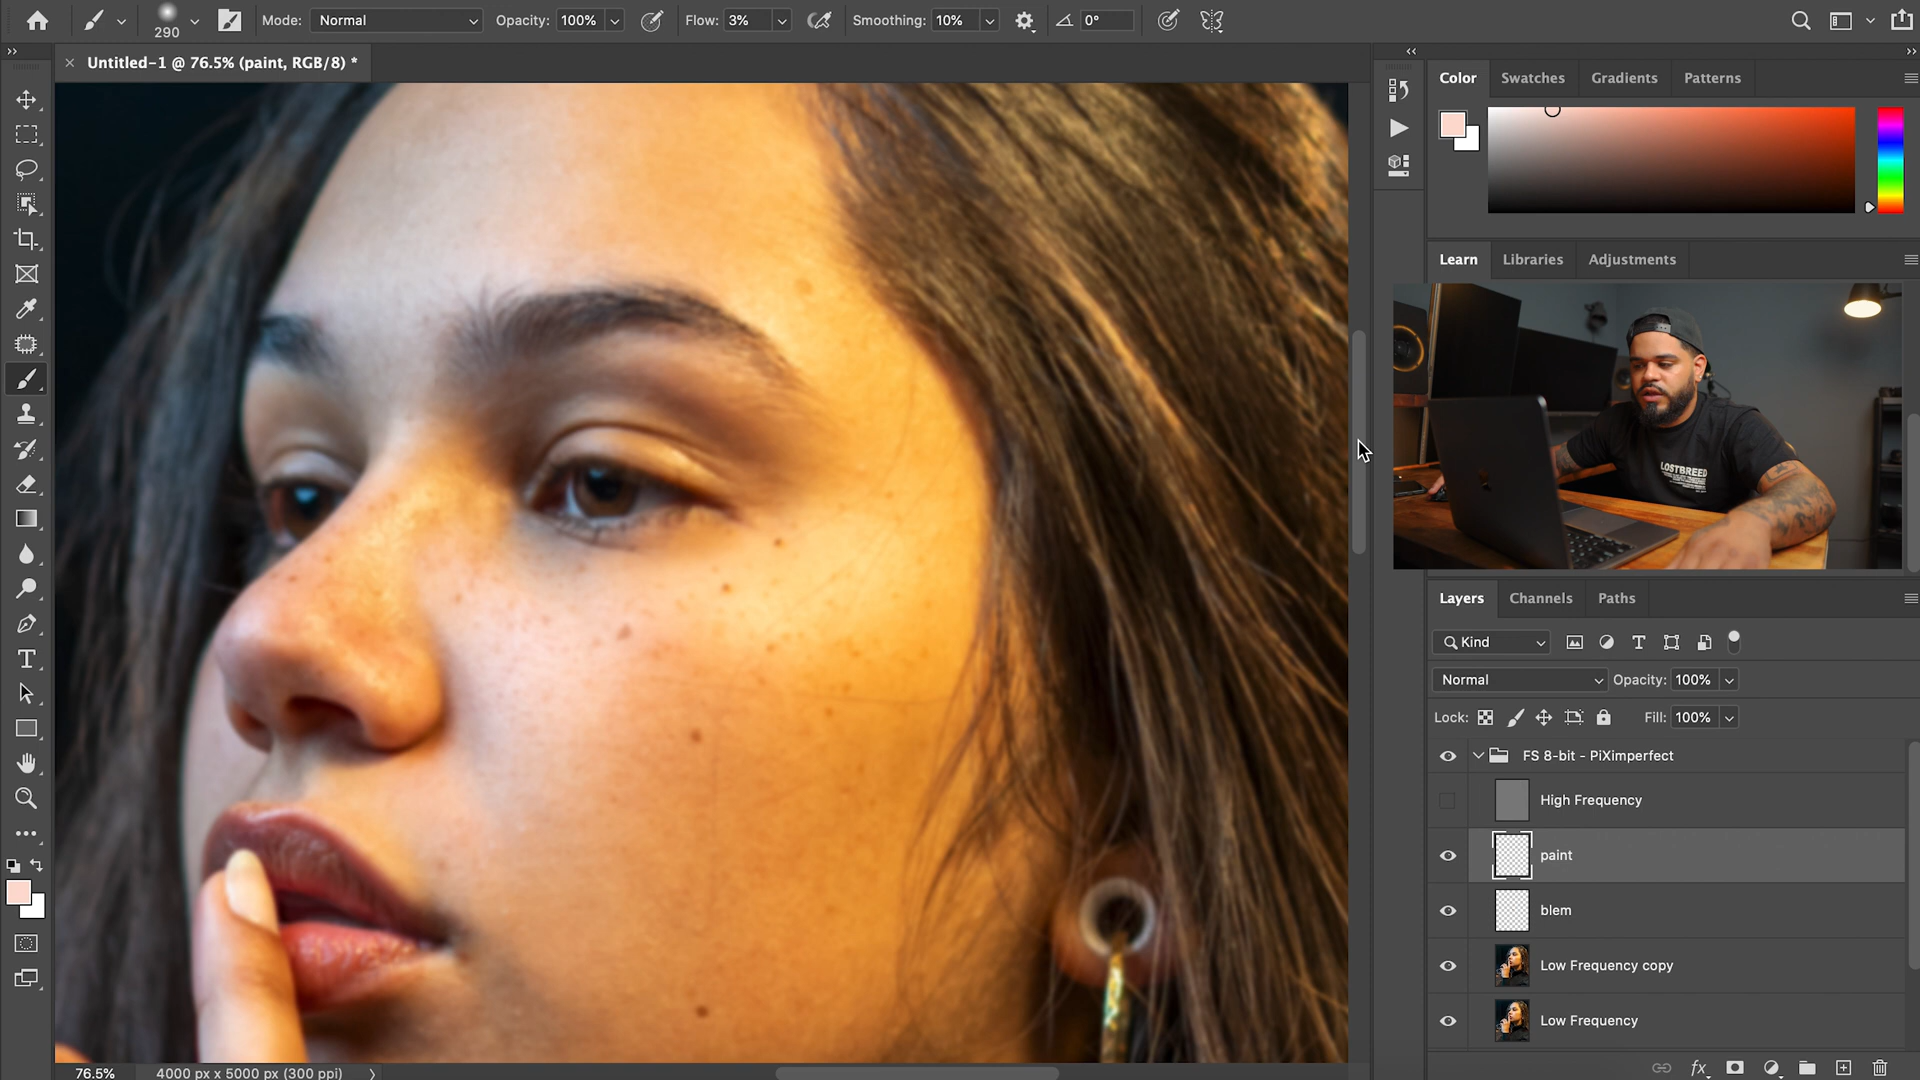 290
Mode: Normal
Opacity: 100%
Flow: 3%
Smoothing: 10%
0°
Untitled-1 @ 76.5% (paint, RGB/8) *
Color
Swatches
Gradients
Patterns
Learn
Libraries
Adjustments
LOSTBREED
Layers
Channels
Paths
Kind
Normal
Opacity: 100%
Lock:
Fill: 100%
FS 8-bit - PiXimperfect
High Frequency
paint
blem
Low Frequency copy
Low Frequency
fx
76.5%
4000 px x 5000 px (300 ppi)